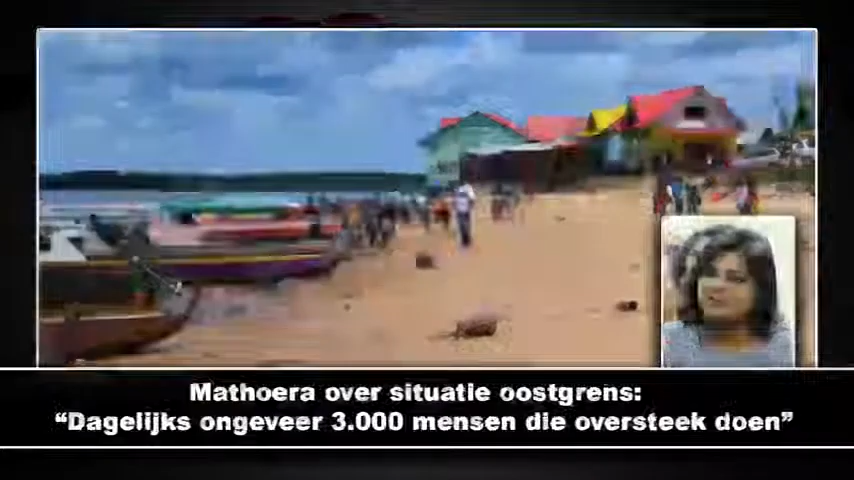 Mathoera over situatie oostgrens:
“Dagelijks ongeveer 3.000 mensen die oversteek doen”